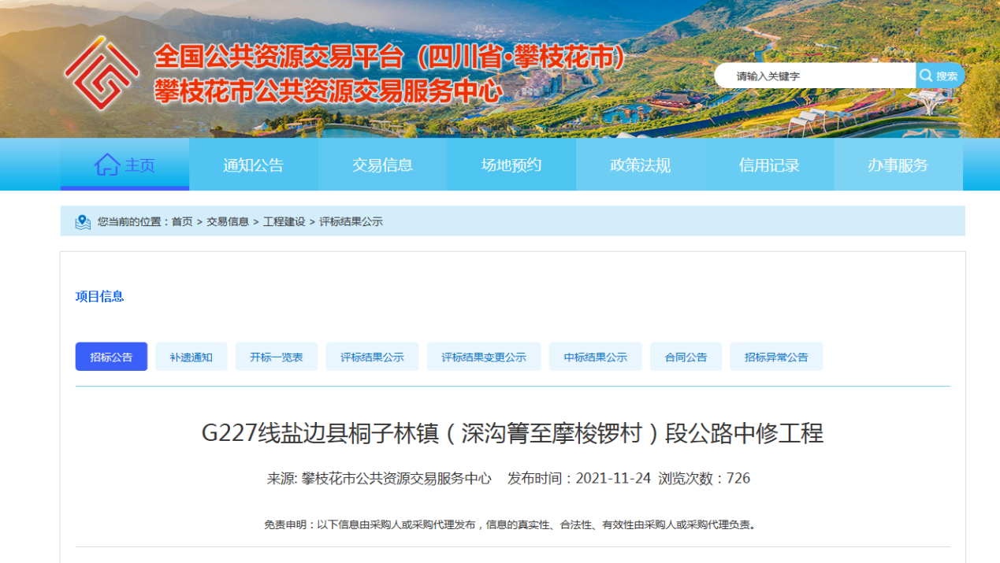 全国公共资源交易平台（四川省·攀枝花市）
攀枝花市公共资源交易服务中心
请输入关键字 搜索
主页 通知公告 交易信息 场地预约 政策法规 信用记录 办事服务
您当前的位置：首页 > 交易信息 > 工程建设 > 评标结果公示
项目信息
招标公告 补遗通知 开标一览表 评标结果公示 评标结果变更公示 中标结果公示 合同公告 招标异常公告
G227线盐边县桐子林镇（深沟箐至摩梭锣村）段公路中修工程
来源: 攀枝花市公共资源交易服务中心 发布时间：2021-11-24 浏览次数：726
免责申明：以下信息由采购人或采购代理发布，信息的真实性、合法性、有效性由采购人或采购代理负责。